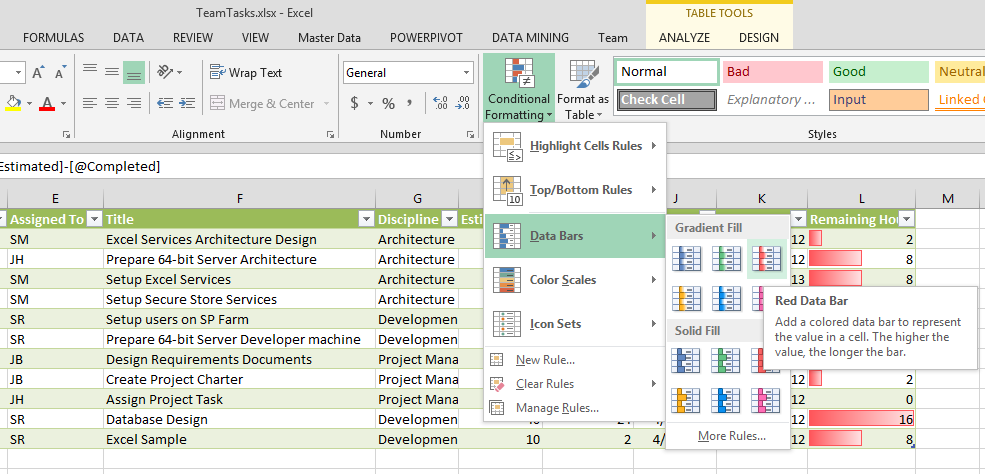 TeamTasks.xlsx - Excel
TABLE TOOLS
FORMULAS DATA REVIEW VIEW Master Data POWERPIVOT DATA MINING Team ANALYZE DESIGN
Wrap Text
Merge & Center
General
$ % ,
Conditional Formatting
Format as Table
Normal Bad Good Neutral
Check Cell Explanatory ... Input Linked
Alignment Number Styles
Estimated]-[@Completed]
E F G J K L M
Assigned To Title Discipline Esti Remaining Ho
SM Excel Services Architecture Design Architecture 12 2
JH Prepare 64-bit Server Architecture Architecture 12 8
SM Setup Excel Services Architecture 13 8
SM Setup Secure Store Services Architecture
SR Setup users on SP Farm Developmen
SR Prepare 64-bit Server Developer machine Developmen
JB Design Requirements Documents Project Mana
JB Create Project Charter Project Mana 12 2
JH Assign Project Task Project Mana 12 0
SR Database Design Developmen 12 16
SR Excel Sample Developmen 10 2 4/ 12 8
Highlight Cells Rules
Top/Bottom Rules
Data Bars
Color Scales
Icon Sets
New Rule...
Clear Rules
Manage Rules...
Gradient Fill
Solid Fill
More Rules...
Red Data Bar
Add a colored data bar to represent
the value in a cell. The higher the
value, the longer the bar.